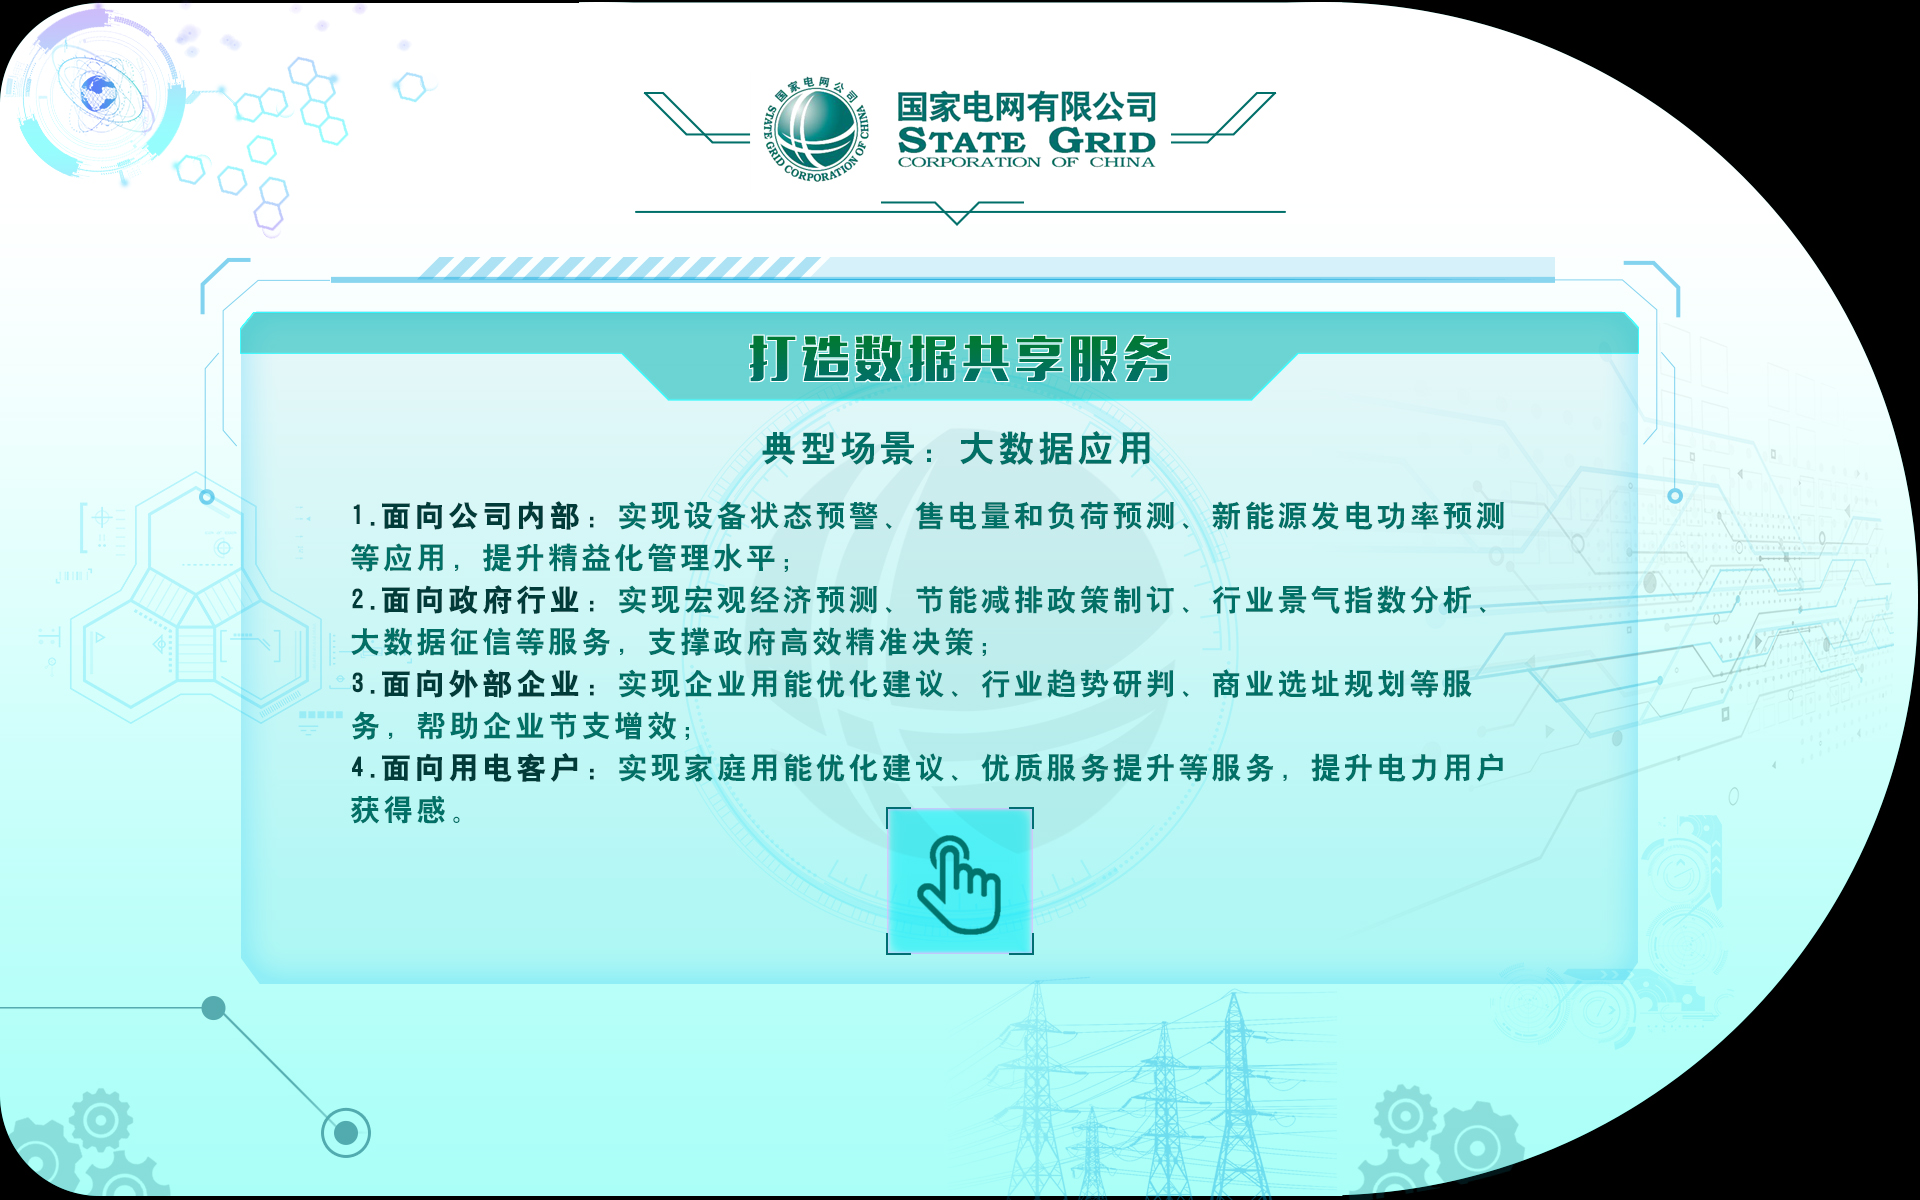 国家电网公司
STATE GRID CORPORATION OF CHINA
国家电网有限公司
STATE GRID
CORPORATION OF CHINA
打造数据共享服务
典型场景：大数据应用
1.面向公司内部：实现设备状态预警、售电量和负荷预测、新能源发电功率预测
等应用，提升精益化管理水平；
2.面向政府行业：实现宏观经济预测、节能减排政策制订、行业景气指数分析、
大数据征信等服务，支撑政府高效精准决策；
3.面向外部企业：实现企业用能优化建议、行业趋势研判、商业选址规划等服
务，帮助企业节支增效；
4.面向用电客户：实现家庭用能优化建议、优质服务提升等服务，提升电力用户
获得感。